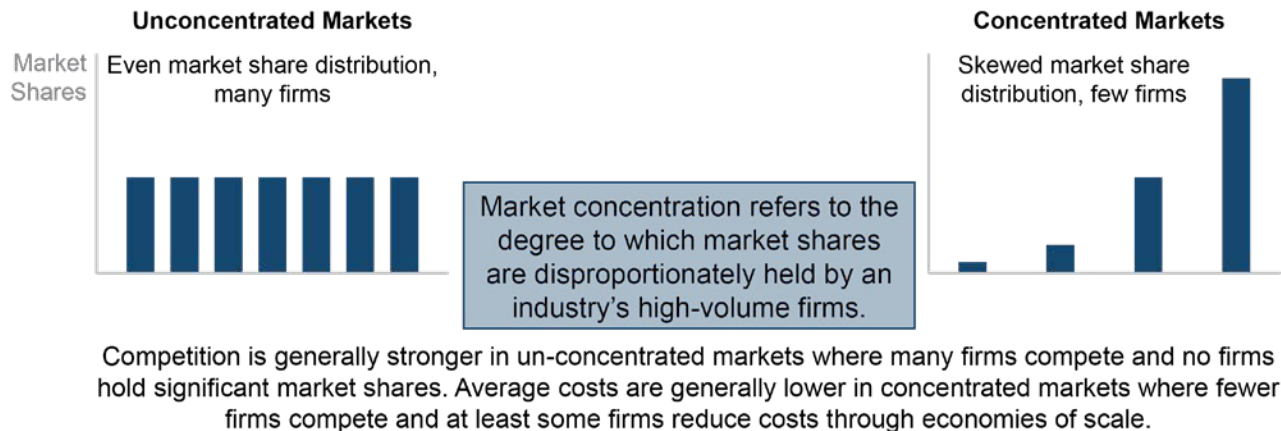 Unconcentrated Markets
Market
Shares
Even market share distribution,
many firms
Concentrated Markets
Skewed market share
distribution, few firms
Market concentration refers to the
degree to which market shares
are disproportionately held by an
industry’s high-volume firms.
Competition is generally stronger in un-concentrated markets where many firms compete and no firms
hold significant market shares. Average costs are generally lower in concentrated markets where fewer
firms compete and at least some firms reduce costs through economies of scale.